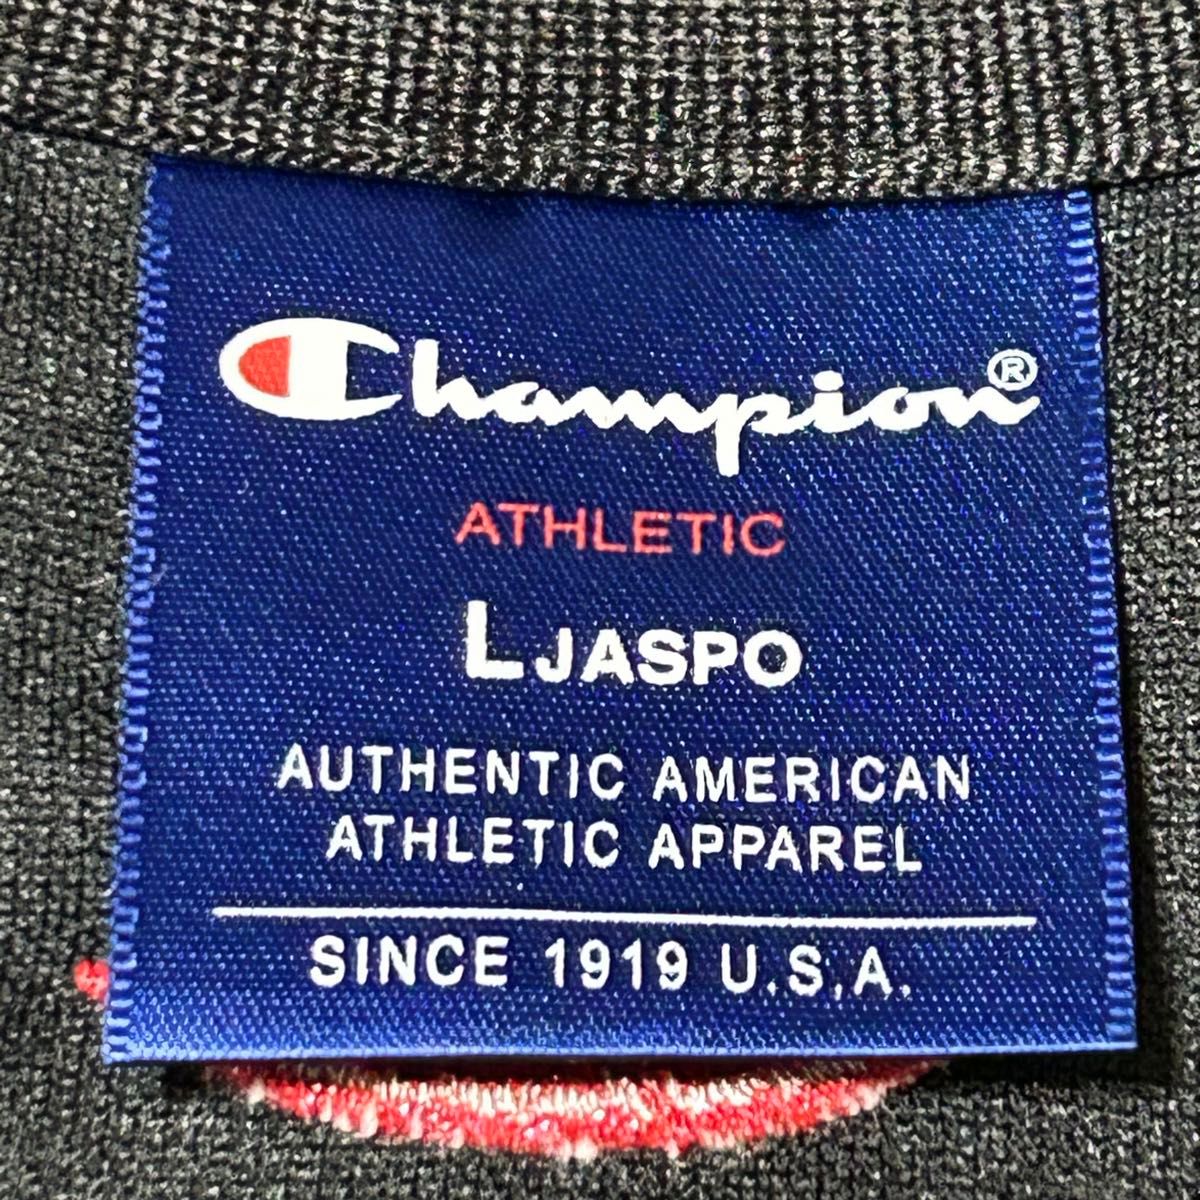 Champion®
ATHLETIC
L JASPO
AUTHENTIC AMERICAN
ATHLETIC APPAREL
SINCE 1919 U.S.A.